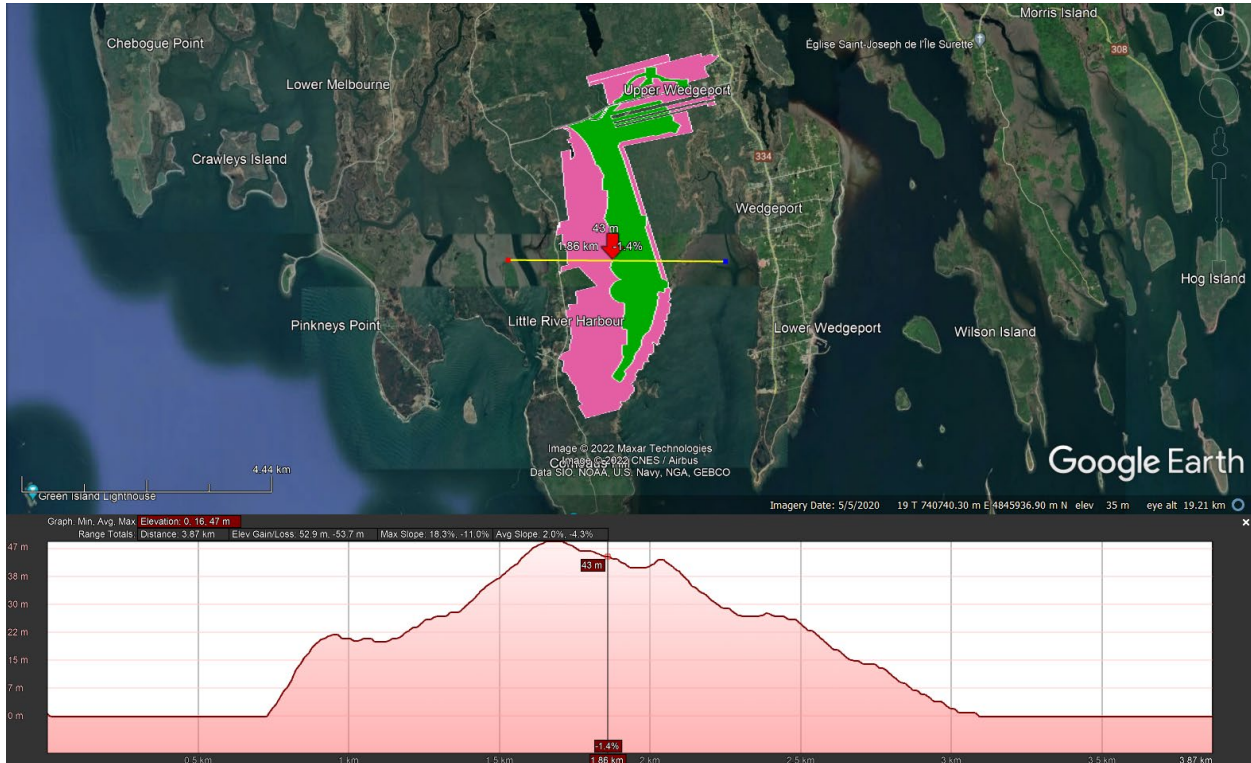 Morris Island
Chebogue Point
Église Saint-Joseph de l'Île Surette
308
Lower Melbourne
Upper Wedgeport
Crawleys Island
334
Wedgeport
43 m
1.86 km -1.4%
Hog Island
Pinkneys Point
Little River Harbour
Lower Wedgeport
Wilson Island
N
Image © 2022 Maxar Technologies
Image © 2022 CNES / Airbus
Data SIO, NOAA, U.S. Navy, NGA, GEBCO
Google Earth
4.44 km
Green Island Lighthouse
Imagery Date: 5/5/2020 19 T 740740.30 m E 4845936.90 m N elev 35 m eye alt 19.21 km
Graph: Min, Avg, Max Elevation: 0, 16, 47 m
Range Totals: Distance: 3.87 km Elev Gain/Loss: 52.9 m, -53.7 m Max Slope: 18.3%, -11.0% Avg Slope: 2.0%, -4.3%
47 m
38 m
30 m
22 m
15 m
7 m
0 m
43 m
-1.4%
0.5 km 1 km 1.5 km 1.86 km 2 km 2.5 km 3 km 3.5 km 3.87 km